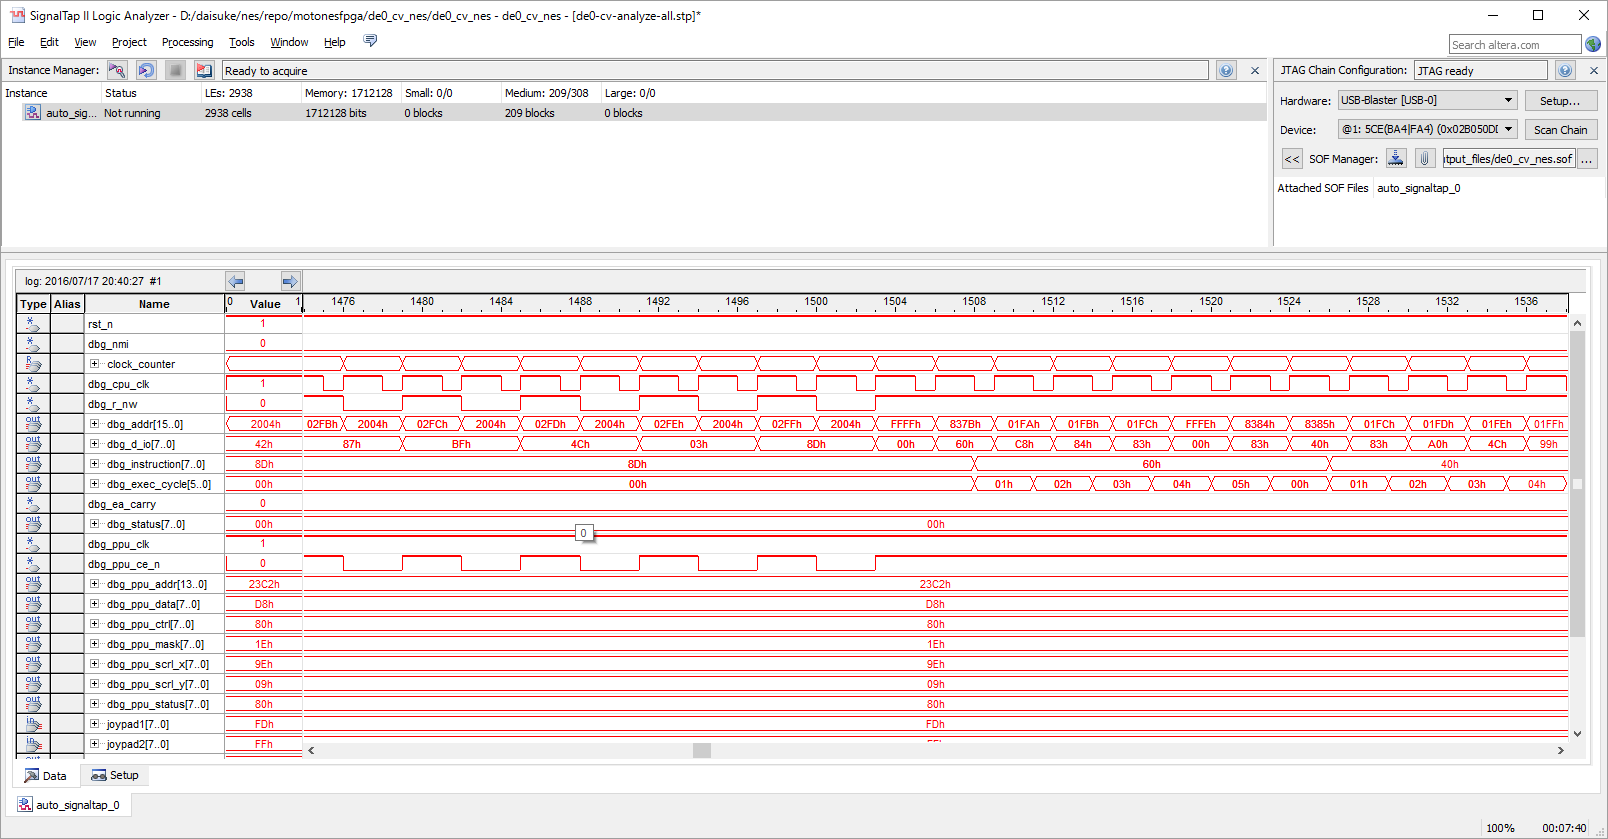 SignalTap II Logic Analyzer - D:/daisuke/nes/repo/motonesfpga/de0_cv_nes/de0_cv_nes - de0_cv_nes - [de0-cv-analyze-all.stp]*
File Edit View Project Processing Tools Window Help
Search altera.com
Instance Manager: Ready to acquire
Instance Status LEs: 2938 Memory: 1712128 Small: 0/0 Medium: 209/308 Large: 0/0
auto_sig... Not running 2938 cells 1712128 bits 0 blocks 209 blocks 0 blocks
JTAG Chain Configuration: JTAG ready
Hardware: USB-Blaster [USB-0] Setup...
Device: @1: 5CE(BA4|FA4) (0x02B050DI Scan Chain
<< SOF Manager: itput_files/de0_cv_nes.sof ...
Attached SOF Files auto_signaltap_0
log: 2016/07/17 20:40:27 #1
Type Alias Name 0 Value 1 1476 1480 1484 1488 1492 1496 1500 1504 1508 1512 1516 1520 1524 1528 1532 1536
rst_n 1
dbg_nmi 0
clock_counter
dbg_cpu_clk 1
dbg_r_nw 0
dbg_addr[15..0] 2004h 02FBh 2004h 02FCh 2004h 02FDh 2004h 02FEh 2004h 02FFh 2004h FFFFh 837Bh 01FAh 01FBh 01FCh FFFEh 8384h 8385h 01FCh 01FDh 01FEh 01FFh
dbg_d_io[7..0] 42h 87h BFh 4Ch 03h 8Dh 00h 60h C8h 84h 83h 00h 83h 40h 83h A0h 4Ch 99h
dbg_instruction[7..0] 8Dh 8Dh 60h 40h
dbg_exec_cycle[5..0] 00h 00h 01h 02h 03h 04h 05h 00h 01h 02h 03h 04h
dbg_ea_carry 0
dbg_status[7..0] 00h 00h
0
dbg_ppu_clk 1
dbg_ppu_ce_n 0
dbg_ppu_addr[13..0] 23C2h 23C2h
dbg_ppu_data[7..0] D8h D8h
dbg_ppu_ctrl[7..0] 80h 80h
dbg_ppu_mask[7..0] 1Eh 1Eh
dbg_ppu_scrl_x[7..0] 9Eh 9Eh
dbg_ppu_scrl_y[7..0] 09h 09h
dbg_ppu_status[7..0] 80h 80h
joypad1[7..0] FDh FDh
joypad2[7..0] FFh
Data Setup
auto_signaltap_0
100% 00:07:40